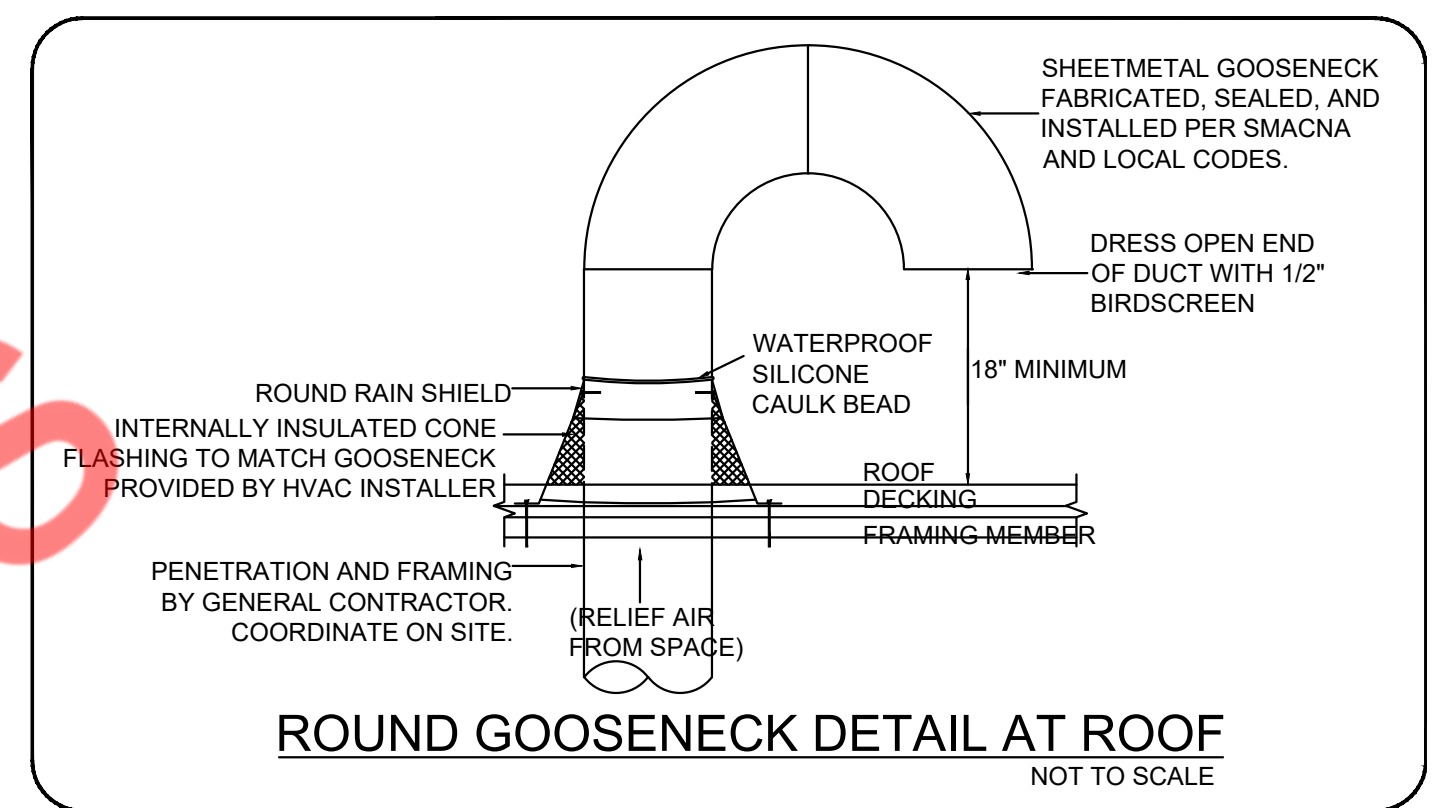 SHEETMETAL GOOSENECK
FABRICATED, SEALED, AND
INSTALLED PER SMACNA
AND LOCAL CODES.
DRESS OPEN END
OF DUCT WITH 1/2"
BIRDSCREEN
WATERPROOF
SILICONE
CAULK BEAD
18" MINIMUM
ROUND RAIN SHIELD
INTERNALLY INSULATED CONE
FLASHING TO MATCH GOOSENECK
PROVIDED BY HVAC INSTALLER
ROOF
DECKING
FRAMING MEMBER
PENETRATION AND FRAMING
BY GENERAL CONTRACTOR.
COORDINATE ON SITE.
(RELIEF AIR
FROM SPACE)
ROUND GOOSENECK DETAIL AT ROOF
NOT TO SCALE